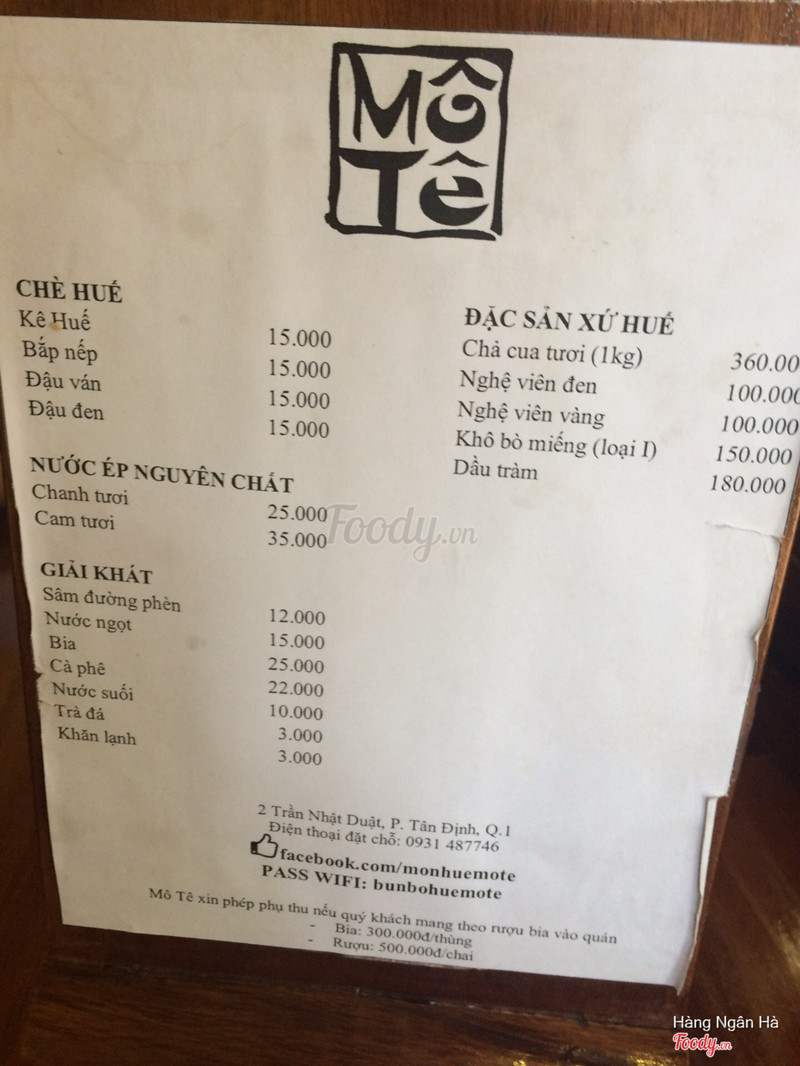 Mô
Tê
CHÈ HUẾ
Kê Huế 15.000
Bắp nếp 15.000
Đậu ván 15.000
Đậu đen 15.000
NƯỚC ÉP NGUYÊN CHẤT
Chanh tươi 25.000
Cam tươi 35.000
GIẢI KHÁT
Sâm đường phèn 12.000
Nước ngọt 15.000
Bia 25.000
Cà phê 22.000
Nước suối 10.000
Trà đá 3.000
Khăn lạnh 3.000
ĐẶC SẢN XỨ HUẾ
Chả cua tươi (1kg) 360.00
Nghệ viên đen 100.000
Nghệ viên vàng 100.000
Khô bò miếng (loại I) 150.000
Dầu tràm 180.000
Foody.vn
2 Trần Nhật Duật, P. Tân Định, Q.1
Điện thoại đặt chỗ: 0931 487746
facebook.com/monhuemote
PASS WIFI: bunbohuemote
Mô Tê xin phép phụ thu nếu quý khách mang theo rượu bia vào quán
- Bia: 300.000đ/thùng
- Rượu: 500.000đ/chai
Hàng Ngân Hà
Foody.vn